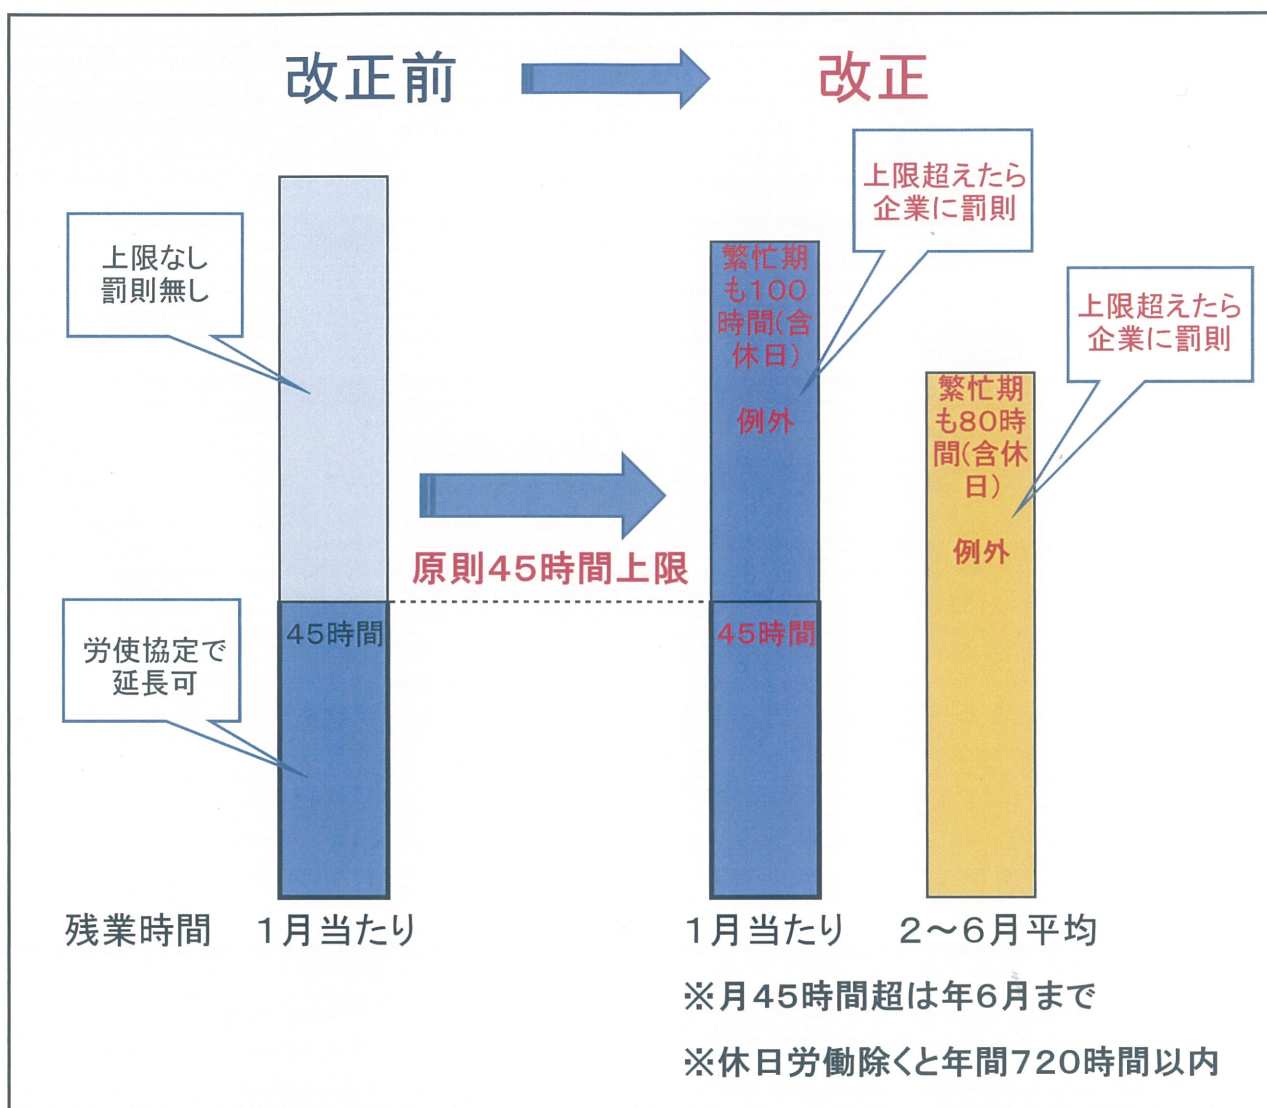 改正前
改正
上限なし
罰則無し
上限超えたら
企業に罰則
上限超えたら
企業に罰則
繁忙期
も100
時間(含
休日)
例外
繁忙期
も80時
間(含休
日)
例外
原則45時間上限
労使協定で
延長可
45時間
45時間
残業時間
1月当たり
1月当たり
2～6月平均
※月45時間超は年6月まで
※休日労働除くと年間720時間以内